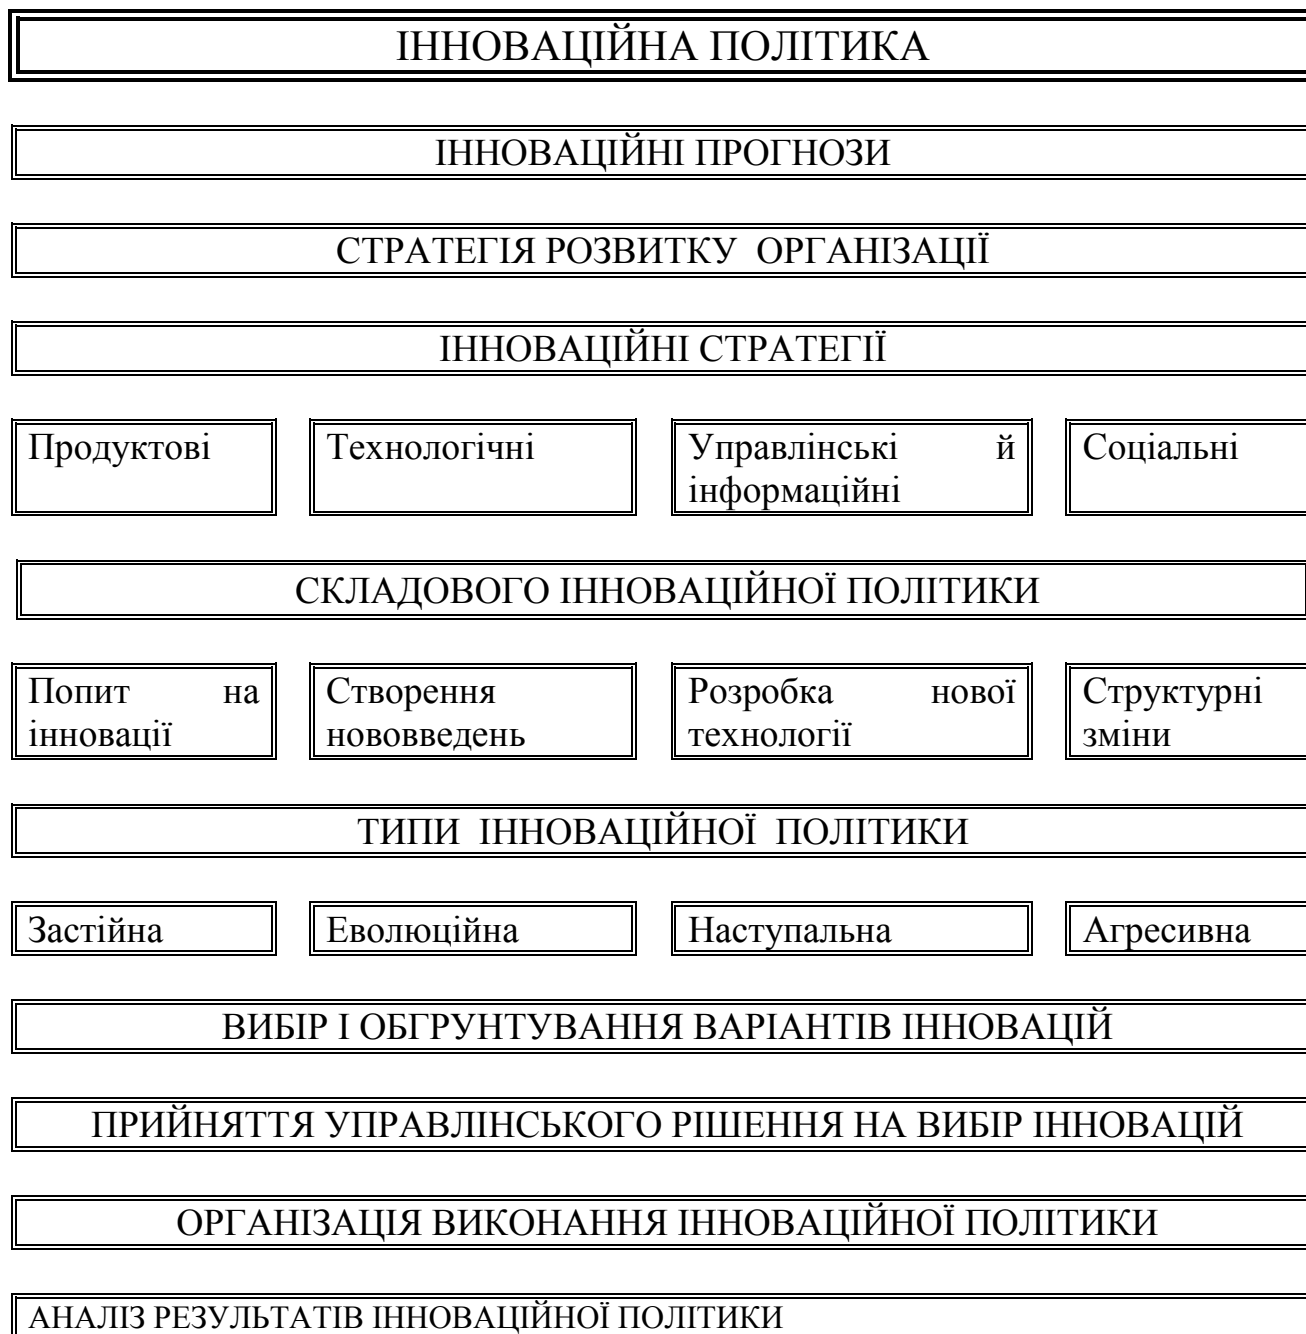 ІННОВАЦІЙНА ПОЛІТИКА
ІННОВАЦІЙНІ ПРОГНОЗИ
СТРАТЕГІЯ РОЗВИТКУ ОРГАНІЗАЦІЇ
ІННОВАЦІЙНІ СТРАТЕГІЇ
Продуктові
Технологічні
Управлінські й
інформаційні
Соціальні
СКЛАДОВОГО ІННОВАЦІЙНОЇ ПОЛІТИКИ
Попит на
інновації
Створення
нововведень
Розробка нової
технології
Структурні
зміни
ТИПИ ІННОВАЦІЙНОЇ ПОЛІТИКИ
Застійна
Еволюційна
Наступальна
Агресивна
ВИБІР І ОБГРУНТУВАННЯ ВАРІАНТІВ ІННОВАЦІЙ
ПРИЙНЯТТЯ УПРАВЛІНСЬКОГО РІШЕННЯ НА ВИБІР ІННОВАЦІЙ
ОРГАНІЗАЦІЯ ВИКОНАННЯ ІННОВАЦІЙНОЇ ПОЛІТИКИ
АНАЛІЗ РЕЗУЛЬТАТІВ ІННОВАЦІЙНОЇ ПОЛІТИКИ